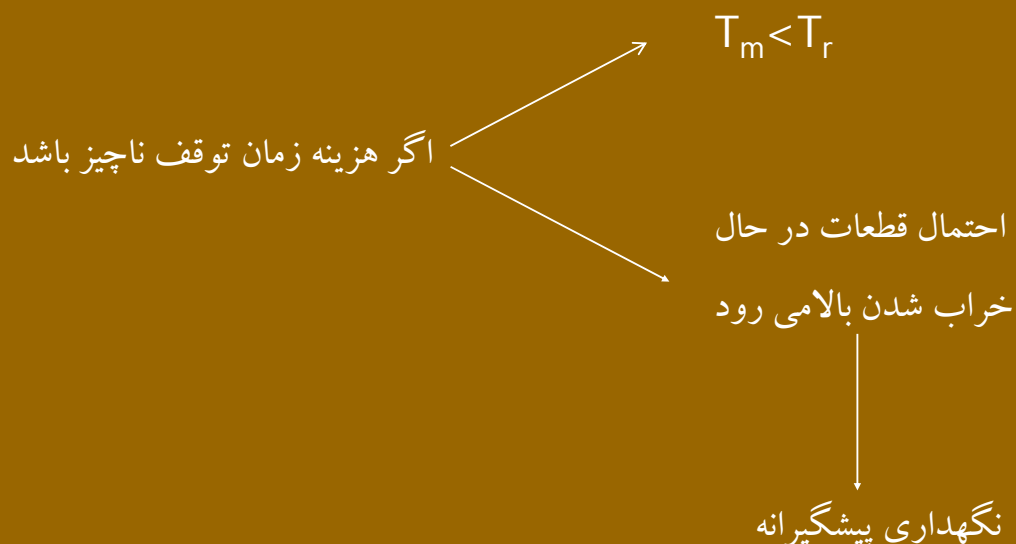 T_m<T_r
اگر هزینه زمان توقف ناچیز باشد
احتمال قطعات در حال
خراب شدن بالامی رود
نگهداری پیشگیرانه